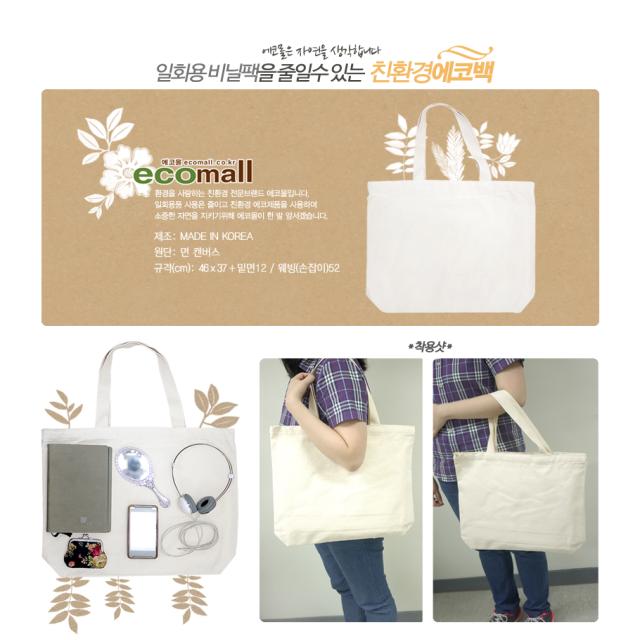 에코몰은 자연을 생각합니다
일회용 비닐팩을 줄일수 있는 친환경에코백
에코몰 ecomall.co.kr
ecomall
환경을 사랑하는 친환경 전문브랜드 에코몰입니다.
일회용품 사용은 줄이고 친환경 에코제품을 사용하여
소중한 자연을 지키기위해 에코몰이 한 발 앞서겠습니다.
제조: MADE IN KOREA
원단: 면 캔버스
규격(cm): 46 x 37 + 밑면12 / 웨빙(손잡이)52
*착용샷*